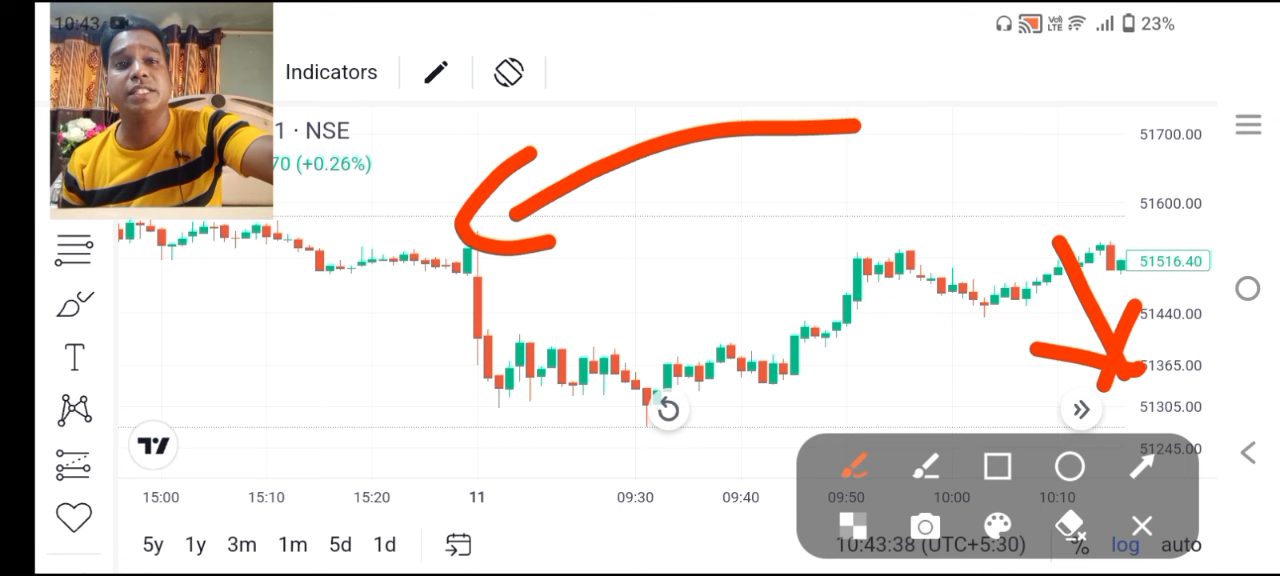 10:43
Vo)
LTE
23%
Indicators
1 · NSE
70 (+0.26%)
51700.00
51600.00
51516.40
51440.00
51365.00
51305.00
51245.00
T
15:00 15:10 15:20 11 09:30 09:40 09:50 10:00 10:10
5y 1y 3m 1m 5d 1d
10:43:38 (UTC+5:30) % log auto